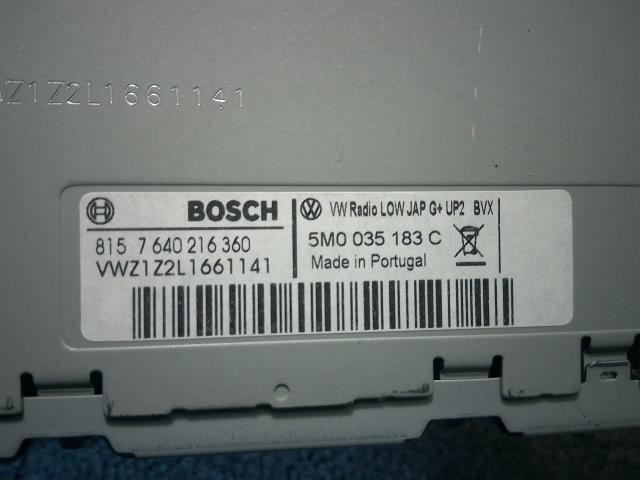 VWZ1Z2L1661141
BOSCH
815 7 640 216 360
VWZ1Z2L1661141
VW Radio LOW JAP G+ UP2 BVX
5M0 035 183 C
Made in Portugal